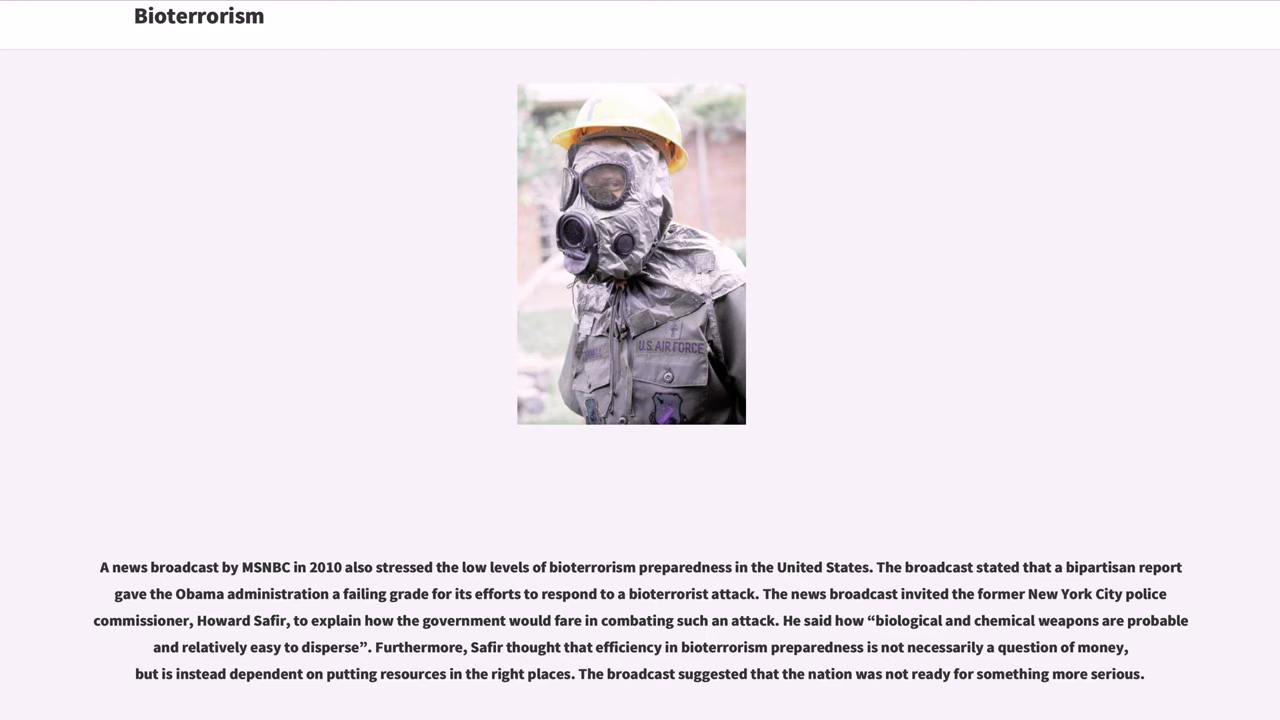 Bioterrorism
U.S. AIR FORCE
A news broadcast by MSNBC in 2010 also stressed the low levels of bioterrorism preparedness in the United States. The broadcast stated that a bipartisan report
gave the Obama administration a failing grade for its efforts to respond to a bioterrorist attack. The news broadcast invited the former New York City police
commissioner, Howard Safir, to explain how the government would fare in combating such an attack. He said how “biological and chemical weapons are probable
and relatively easy to disperse”. Furthermore, Safir thought that efficiency in bioterrorism preparedness is not necessarily a question of money,
but is instead dependent on putting resources in the right places. The broadcast suggested that the nation was not ready for something more serious.